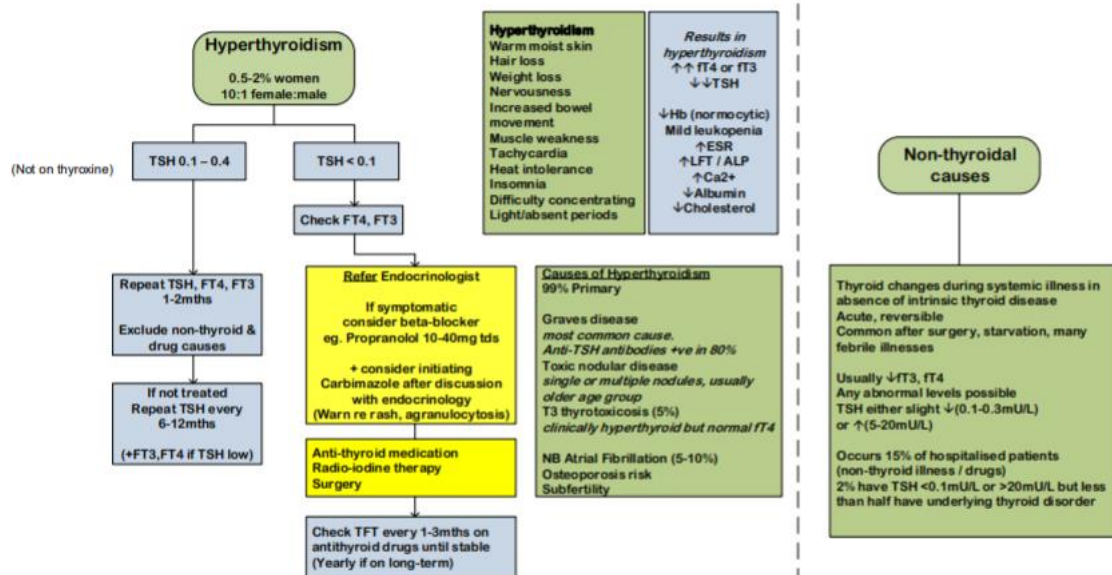 Hyperthyroidism
0.5-2% women
10:1 female:male
(Not on thyroxine)
TSH 0.1 – 0.4
TSH < 0.1
Check FT4, FT3
Repeat TSH, FT4, FT3
1-2mths
Exclude non-thyroid &
drug causes
If not treated
Repeat TSH every
6-12mths
(+FT3,FT4 if TSH low)
Refer Endocrinologist
If symptomatic
consider beta-blocker
eg. Propranolol 10-40mg tds
+ consider initiating
Carbimazole after discussion
with endocrinology
(Warn re rash, agranulocytosis)
Anti-thyroid medication
Radio-iodine therapy
Surgery
Check TFT every 1-3mths on
antithyroid drugs until stable
(Yearly if on long-term)
Hyperthyroidism
Warm moist skin
Hair loss
Weight loss
Nervousness
Increased bowel
movement
Muscle weakness
Tachycardia
Heat intolerance
Insomnia
Difficulty concentrating
Light/absent periods
Results in
hyperthyroidism
↑↑ fT4 or fT3
↓↓TSH
↓Hb (normocytic)
Mild leukopenia
↑ESR
↑LFT / ALP
↑Ca2+
↓Albumin
↓Cholesterol
Causes of Hyperthyroidism
99% Primary
Graves disease
most common cause.
Anti-TSH antibodies +ve in 80%
Toxic nodular disease
single or multiple nodules, usually
older age group
T3 thyrotoxicosis (5%)
clinically hyperthyroid but normal fT4
NB Atrial Fibrillation (5-10%)
Osteoporosis risk
Subfertility
Non-thyroidal
causes
Thyroid changes during systemic illness in
absence of intrinsic thyroid disease
Acute, reversible
Common after surgery, starvation, many
febrile illnesses
Usually ↓fT3, fT4
Any abnormal levels possible
TSH either slight ↓(0.1-0.3mU/L)
or ↑(5-20mU/L)
Occurs 15% of hospitalised patients
(non-thyroid illness / drugs)
2% have TSH <0.1mU/L or >20mU/L but less
than half have underlying thyroid disorder